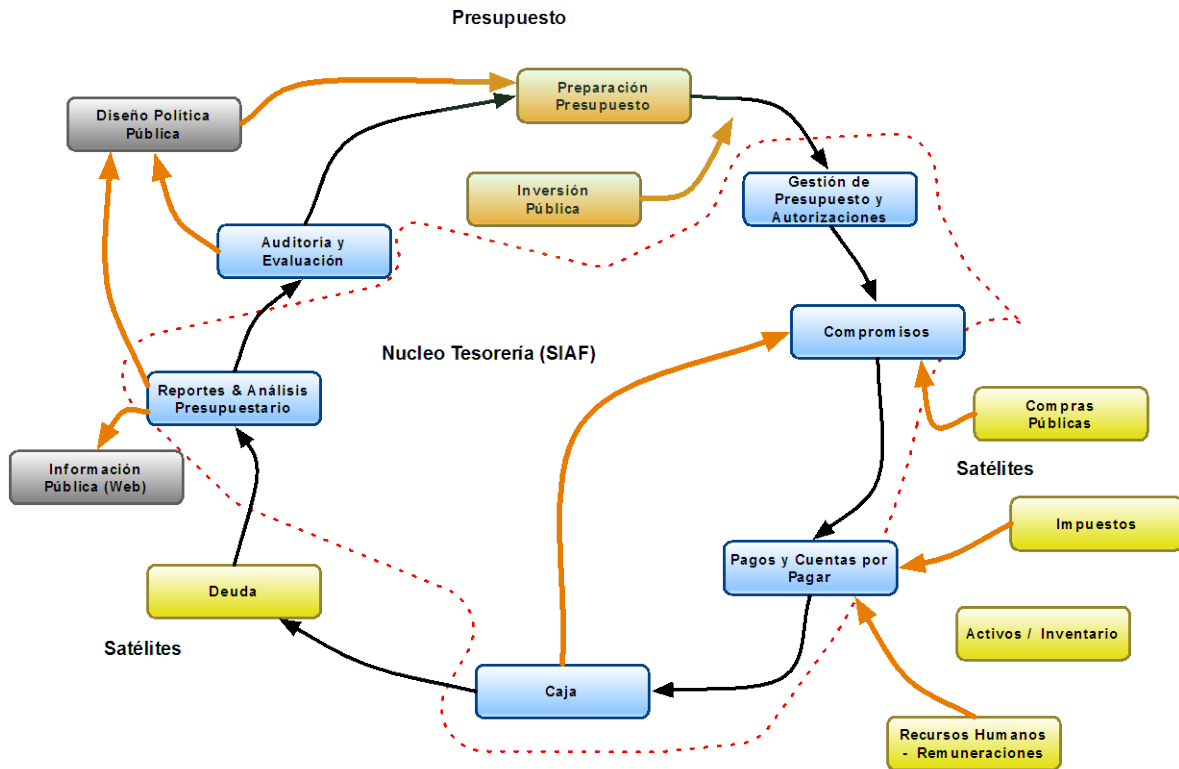 Presupuesto
Preparación
Presupuesto
Diseño Política
Pública
Inversión
Pública
Gestión de
Presupuesto y
Autorizaciones
Auditoría y
Evaluación
Compromisos
Nucleo Tesorería (SIAF)
Reportes & Análisis
Presupuestario
Compras
Públicas
Información
Pública (Web)
Satélites
Impuestos
Pagos y Cuentas por
Pagar
Deuda
Activos / Inventario
Satélites
Caja
Recursos Humanos
- Remuneraciones